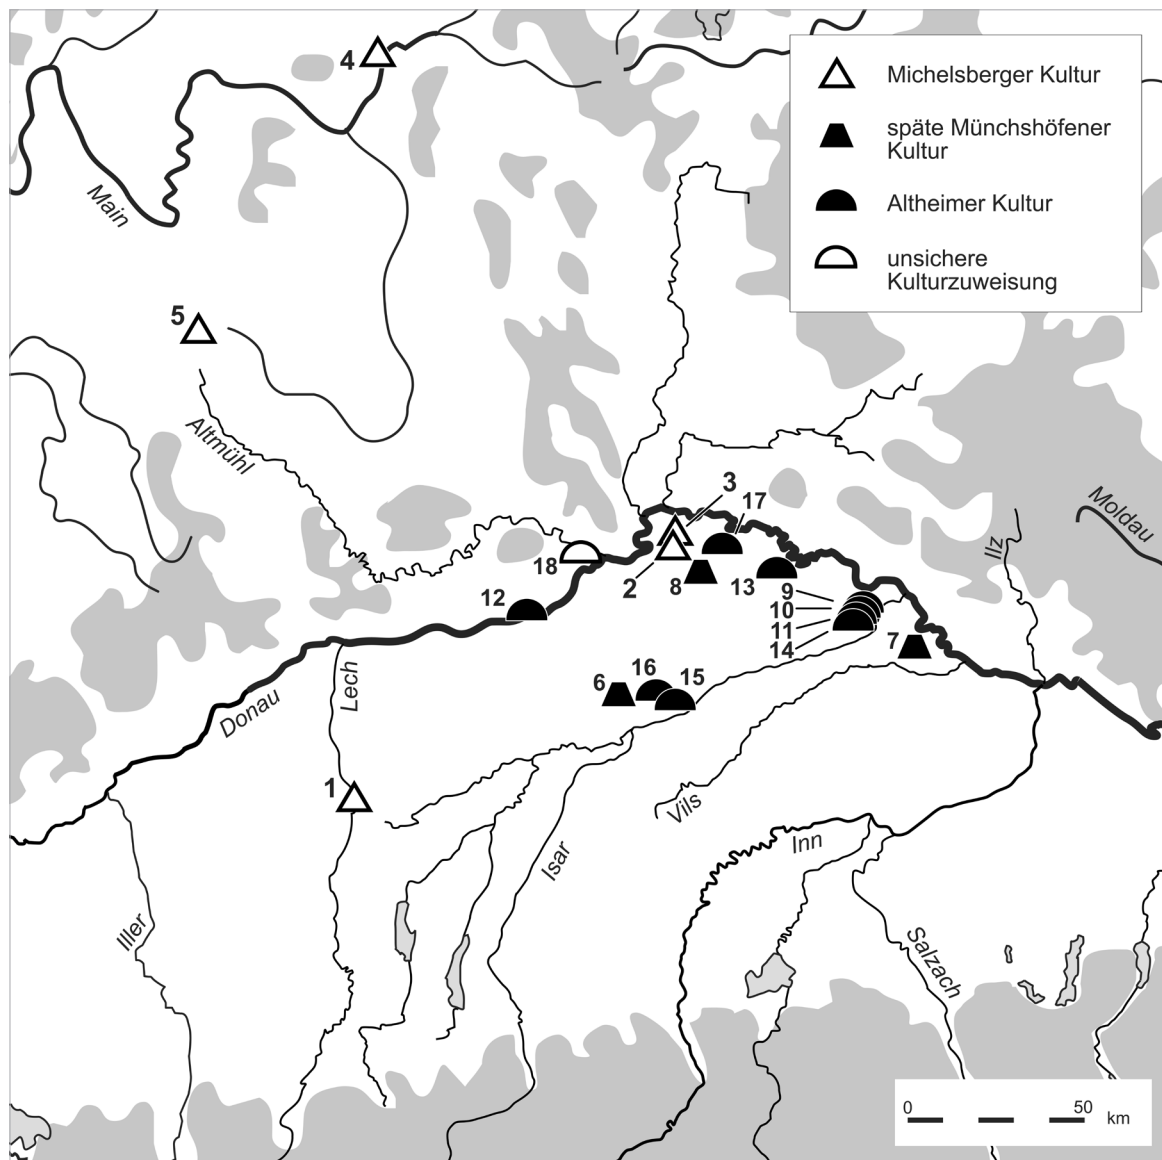 4
Michelsberger Kultur
späte Münchshöfener
Kultur
Altheimer Kultur
unsichere
Kulturzuweisung
Main
5
Altmühl
3
17
Moldau
Ilz
18
2
8
13
12
9
10
11
14
7
Lech
6
16
15
Donau
1
Vils
Inn
Isar
Iller
Salzach
0
50
km